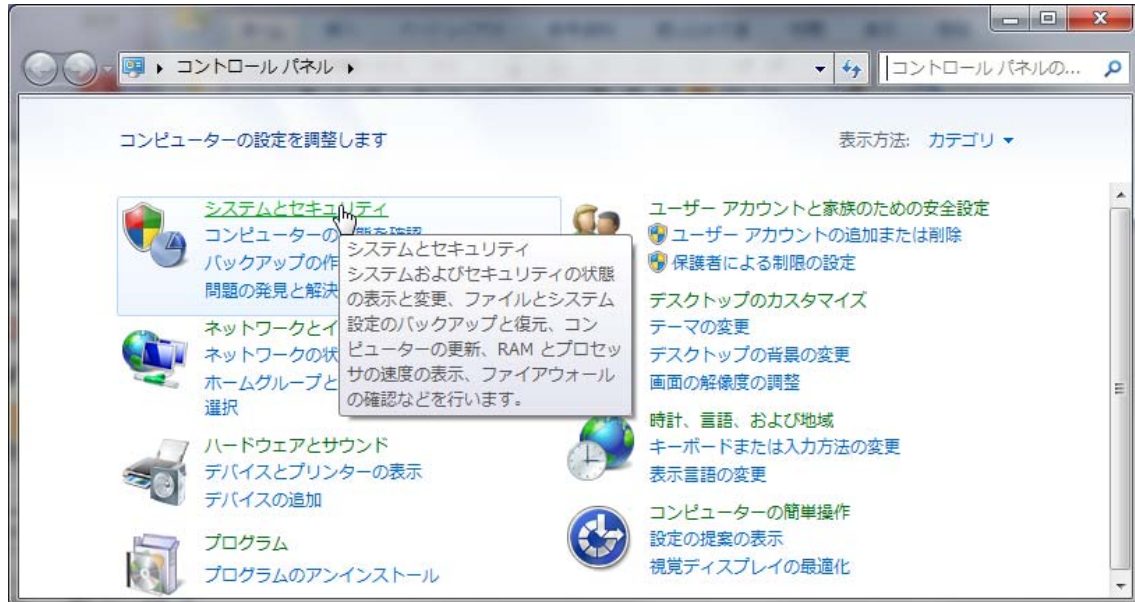 コントロール パネル
コントロール パネルの...
コンピューターの設定を調整します
表示方法: カテゴリ
システムとセキュリティ
コンピューターの
バックアップの作
問題の発見と解決
システムとセキュリティ
システムおよびセキュリティの状態
の表示と変更、ファイルとシステム
設定のバックアップと復元、コン
ピューターの更新、RAM とプロセッ
サの速度の表示、ファイアウォール
の確認などを行います。
ネットワークとイ
ネットワークの状
ホームグループと
選択
ハードウェアとサウンド
デバイスとプリンターの表示
デバイスの追加
プログラム
プログラムのアンインストール
ユーザー アカウントと家族のための安全設定
ユーザー アカウントの追加または削除
保護者による制限の設定
デスクトップのカスタマイズ
テーマの変更
デスクトップの背景の変更
画面の解像度の調整
時計、言語、および地域
キーボードまたは入力方法の変更
表示言語の変更
コンピューターの簡単操作
設定の提案の表示
視覚ディスプレイの最適化